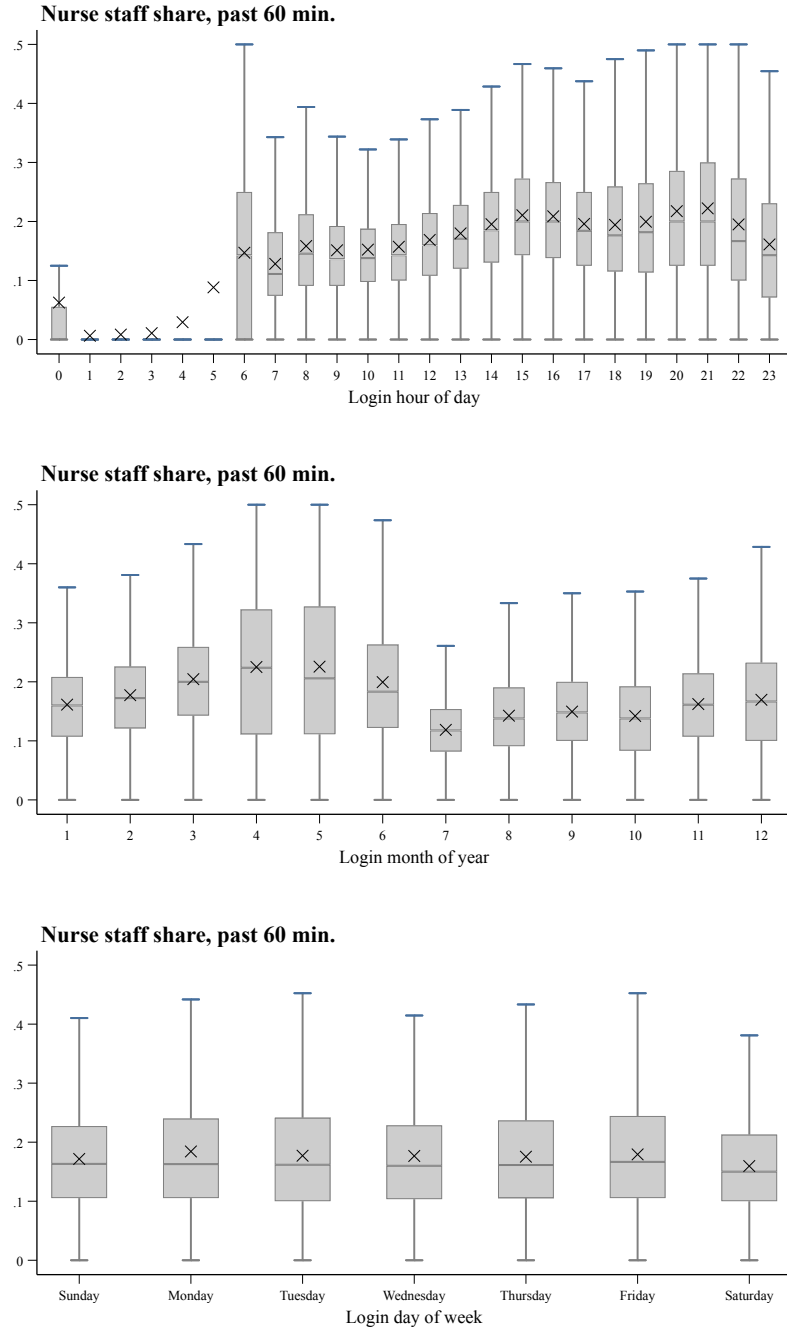 Nurse staff share, past 60 min.
.5
.4
.3
.2
.1
0
0 1 2 3 4 5 6 7 8 9 10 11 12 13 14 15 16 17 18 19 20 21 22 23
Login hour of day
Nurse staff share, past 60 min.
.5
.4
.3
.2
.1
0
1 2 3 4 5 6 7 8 9 10 11 12
Login month of year
Nurse staff share, past 60 min.
.5
.4
.3
.2
.1
0
Sunday Monday Tuesday Wednesday Thursday Friday Saturday
Login day of week